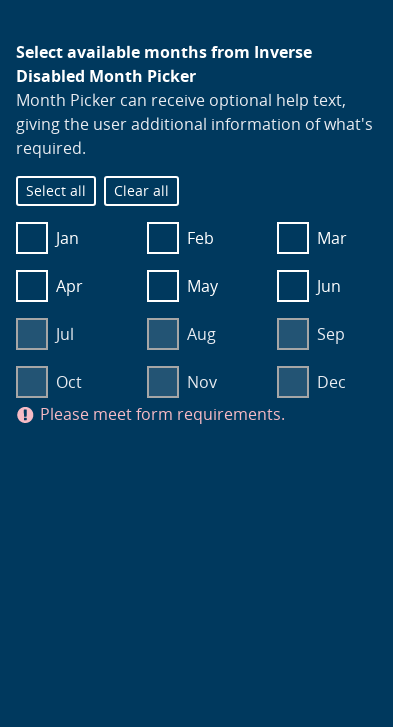 Select available months from Inverse
Disabled Month Picker
Month Picker can receive optional help text,
giving the user additional information of what's
required.
Select all Clear all
Jan Feb Mar
Apr May Jun
Jul Aug Sep
Oct Nov Dec
Please meet form requirements.